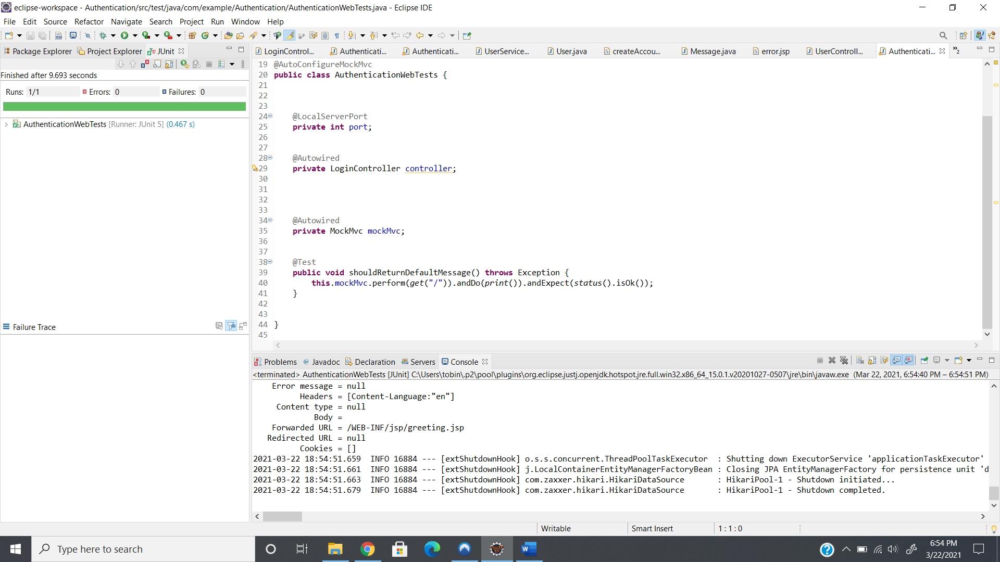 eclipse-workspace - Authentication/src/test/java/com/example/Authentication/AuthenticationWebTests.java - Eclipse IDE
File Edit Source Refactor Navigate Search Project Run Window Help
Package Explorer Project Explorer JUnit
LoginControl... Authenticati... Authenticati... UserService... User.java createAccou... Message.java error.jsp UserControll... Authenticati... 2
Finished after 9.693 seconds
Runs: 1/1 Errors: 0 Failures: 0
AuthenticationWebTests [Runner: JUnit 5] (0.467 s)
Failure Trace
19 @AutoConfigureMockMvc
20 public class AuthenticationWebTests {
21
22
23
24 @LocalServerPort
25 private int port;
26
27
28 @Autowired
29 private LoginController controller;
30
31
32
33
34 @Autowired
35 private MockMvc mockMvc;
36
37
38 @Test
39 public void shouldReturnDefaultMessage() throws Exception {
40 this.mockMvc.perform(get("/")).andDo(print()).andExpect(status().isOk());
41 }
42
43
44 }
45
Problems Javadoc Declaration Servers Console
<terminated> AuthenticationWebTests [JUnit] C:\Users\tobin\.p2\pool\plugins\org.eclipse.justj.openjdk.hotspot.jre.full.win32.x86_64_15.0.1.v20201027-0507\jre\bin\javaw.exe (Mar 22, 2021, 6:54:40 PM – 6:54:51 PM)
Error message = null
Headers = [Content-Language:"en"]
Content type = null
Body =
Forwarded URL = /WEB-INF/jsp/greeting.jsp
Redirected URL = null
Cookies = []
2021-03-22 18:54:51.659 INFO 16884 --- [extShutdownHook] o.s.s.concurrent.ThreadPoolTaskExecutor : Shutting down ExecutorService 'applicationTaskExecutor'
2021-03-22 18:54:51.661 INFO 16884 --- [extShutdownHook] j.LocalContainerEntityManagerFactoryBean : Closing JPA EntityManagerFactory for persistence unit 'd
2021-03-22 18:54:51.663 INFO 16884 --- [extShutdownHook] com.zaxxer.hikari.HikariDataSource : HikariPool-1 - Shutdown initiated...
2021-03-22 18:54:51.679 INFO 16884 --- [extShutdownHook] com.zaxxer.hikari.HikariDataSource : HikariPool-1 - Shutdown completed.
Writable Smart Insert 1 : 1 : 0
Type here to search
6:54 PM
3/22/2021